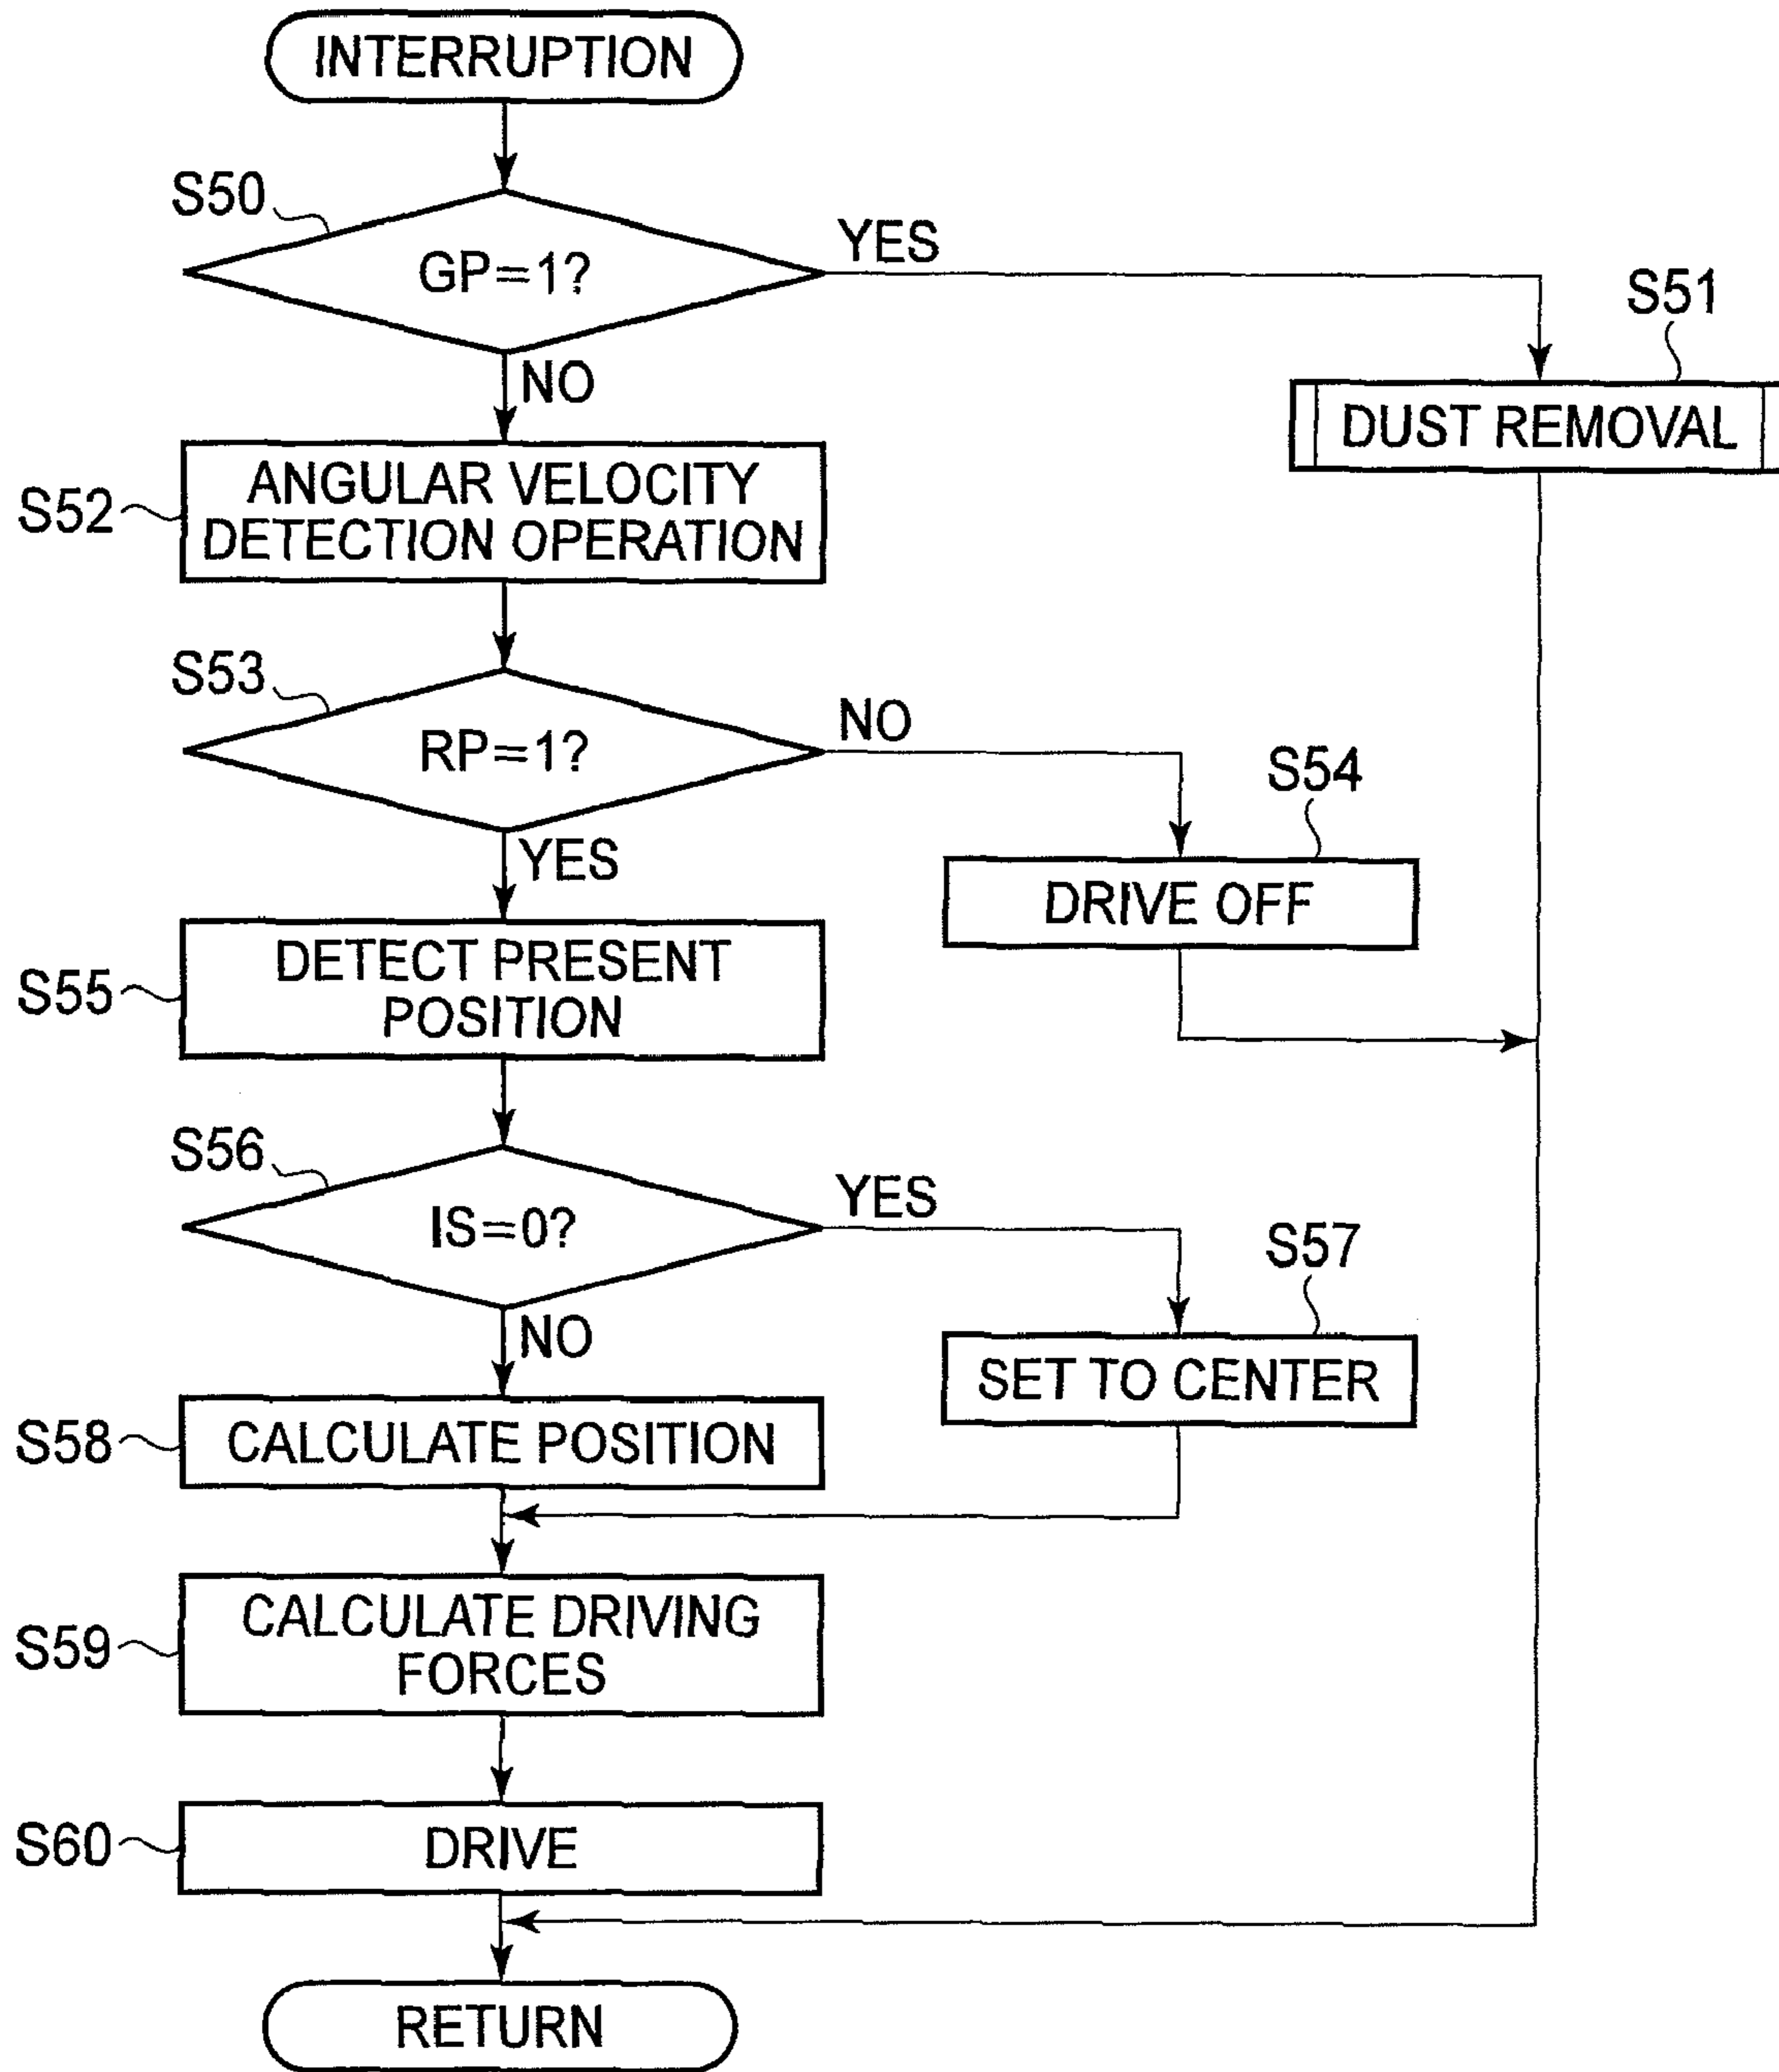 INTERRUPTION
S50
GP=1?
YES
NO
S51
DUST REMOVAL
S52
ANGULAR VELOCITY
DETECTION OPERATION
S53
RP=1?
NO
YES
S54
DRIVE OFF
S55
DETECT PRESENT
POSITION
S56
IS=0?
YES
NO
S57
SET TO CENTER
S58
CALCULATE POSITION
S59
CALCULATE DRIVING
FORCES
S60
DRIVE
RETURN